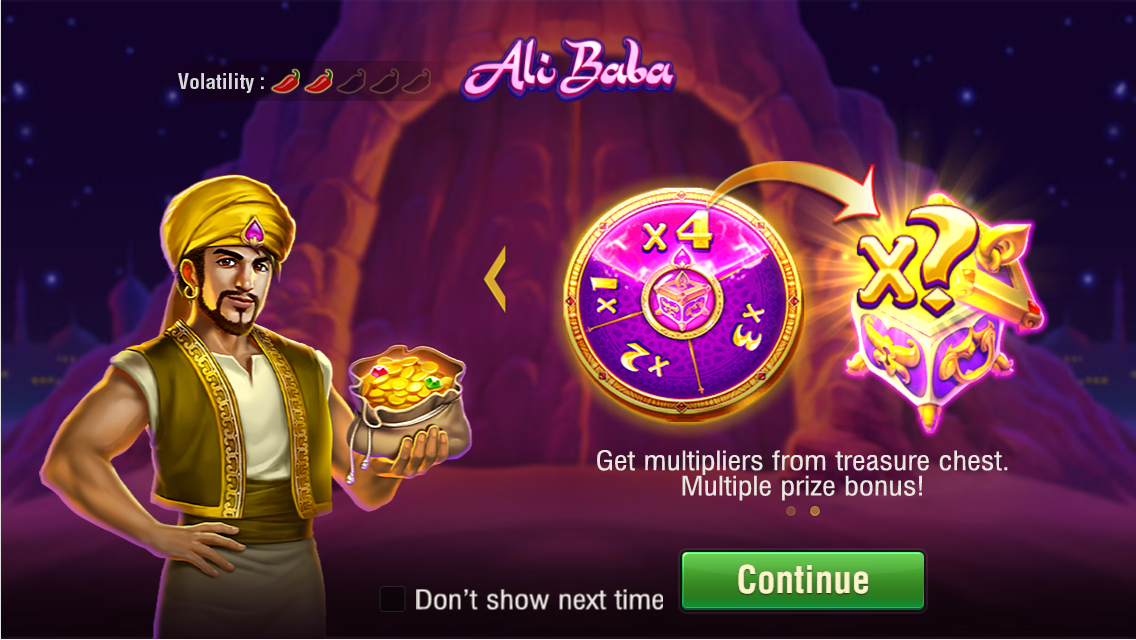 Ali Baba
Volatility :
x4
x1
x3
x2
x?
Get multipliers from treasure chest.
Multiple prize bonus!
Don't show next time
Continue